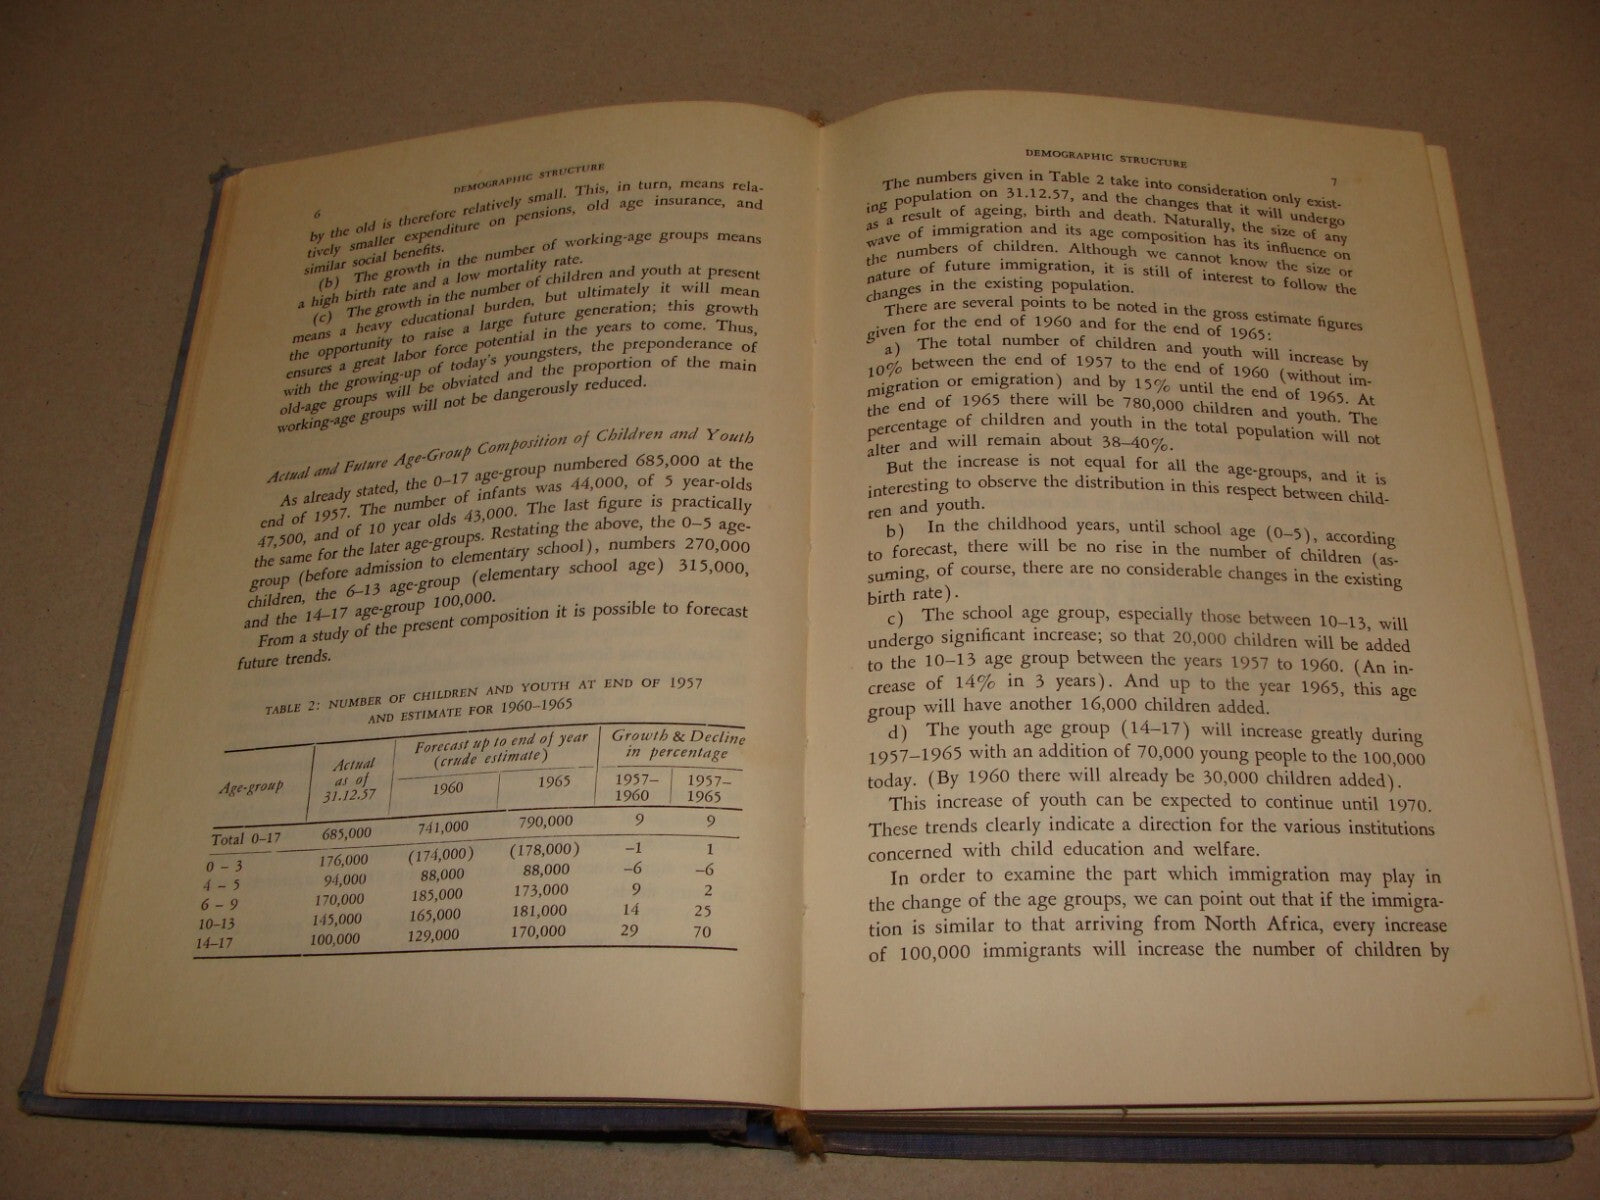 DEMOGRAPHIC STRUCTURE
6
by the old is therefore relatively small. This, in turn, means rela-
tively smaller expenditure on pensions, old age insurance, and
similar social benefits.
(b) The growth in the number of working-age groups means
a high birth rate and a low mortality rate.
(c) The growth in the number of children and youth at present
means a heavy educational burden, but ultimately it will mean
the opportunity to raise a large future generation; this growth
ensures a great labor force potential in the years to come. Thus,
with the growing-up of today's youngsters, the preponderance of
old-age groups will be obviated and the proportion of the main
working-age groups will not be dangerously reduced.
Actual and Future Age-Group Composition of Children and Youth
As already stated, the 0–17 age-group numbered 685,000 at the
end of 1957. The number of infants was 44,000, of 5 year-olds
47,500, and of 10 year olds 43,000. The last figure is practically
the same for the later age-groups. Restating the above, the 0–5 age-
group (before admission to elementary school), numbers 270,000
children, the 6–13 age-group (elementary school age) 315,000,
and the 14–17 age-group 100,000.
From a study of the present composition it is possible to forecast
future trends.
TABLE 2: NUMBER OF CHILDREN AND YOUTH AT END OF 1957
AND ESTIMATE FOR 1960–1965
Age-group Actual as of 31.12.57 Forecast up to end of year (crude estimate) Growth & Decline in percentage
1960 1965 1957–1960 1957–1965
Total 0–17 685,000 741,000 790,000 9 9
0 – 3 176,000 (174,000) (178,000) –1 1
4 – 5 94,000 88,000 88,000 –6 –6
6 – 9 170,000 185,000 173,000 9 2
10–13 145,000 165,000 181,000 14 25
14–17 100,000 129,000 170,000 29 70
DEMOGRAPHIC STRUCTURE
7
The numbers given in Table 2 take into consideration only exist-
ing population on 31.12.57, and the changes that it will undergo
as a result of ageing, birth and death. Naturally, the size of any
wave of immigration and its age composition has its influence on
the numbers of children. Although we cannot know the size or
nature of future immigration, it is still of interest to follow the
changes in the existing population.
There are several points to be noted in the gross estimate figures
given for the end of 1960 and for the end of 1965:
a) The total number of children and youth will increase by
10% between the end of 1957 to the end of 1960 (without im-
migration or emigration) and by 15% until the end of 1965. At
the end of 1965 there will be 780,000 children and youth. The
percentage of children and youth in the total population will not
alter and will remain about 38–40%.
But the increase is not equal for all the age-groups, and it is
interesting to observe the distribution in this respect between child-
ren and youth.
b) In the childhood years, until school age (0–5), according
to forecast, there will be no rise in the number of children (as-
suming, of course, there are no considerable changes in the existing
birth rate).
c) The school age group, especially those between 10–13, will
undergo significant increase; so that 20,000 children will be added
to the 10–13 age group between the years 1957 to 1960. (An in-
crease of 14% in 3 years). And up to the year 1965, this age
group will have another 16,000 children added.
d) The youth age group (14–17) will increase greatly during
1957–1965 with an addition of 70,000 young people to the 100,000
today. (By 1960 there will already be 30,000 children added).
This increase of youth can be expected to continue until 1970.
These trends clearly indicate a direction for the various institutions
concerned with child education and welfare.
In order to examine the part which immigration may play in
the change of the age groups, we can point out that if the immigra-
tion is similar to that arriving from North Africa, every increase
of 100,000 immigrants will increase the number of children by